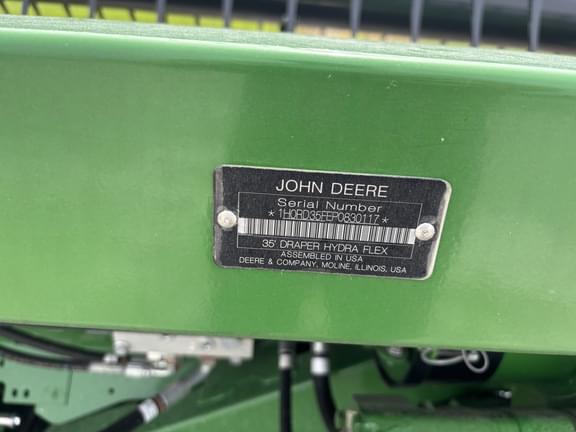 JOHN DEERE
Serial Number
*1H0RD35FEP0830117*
35' DRAPER HYDRA FLEX
ASSEMBLED IN USA
DEERE & COMPANY, MOLINE, ILLINOIS, USA